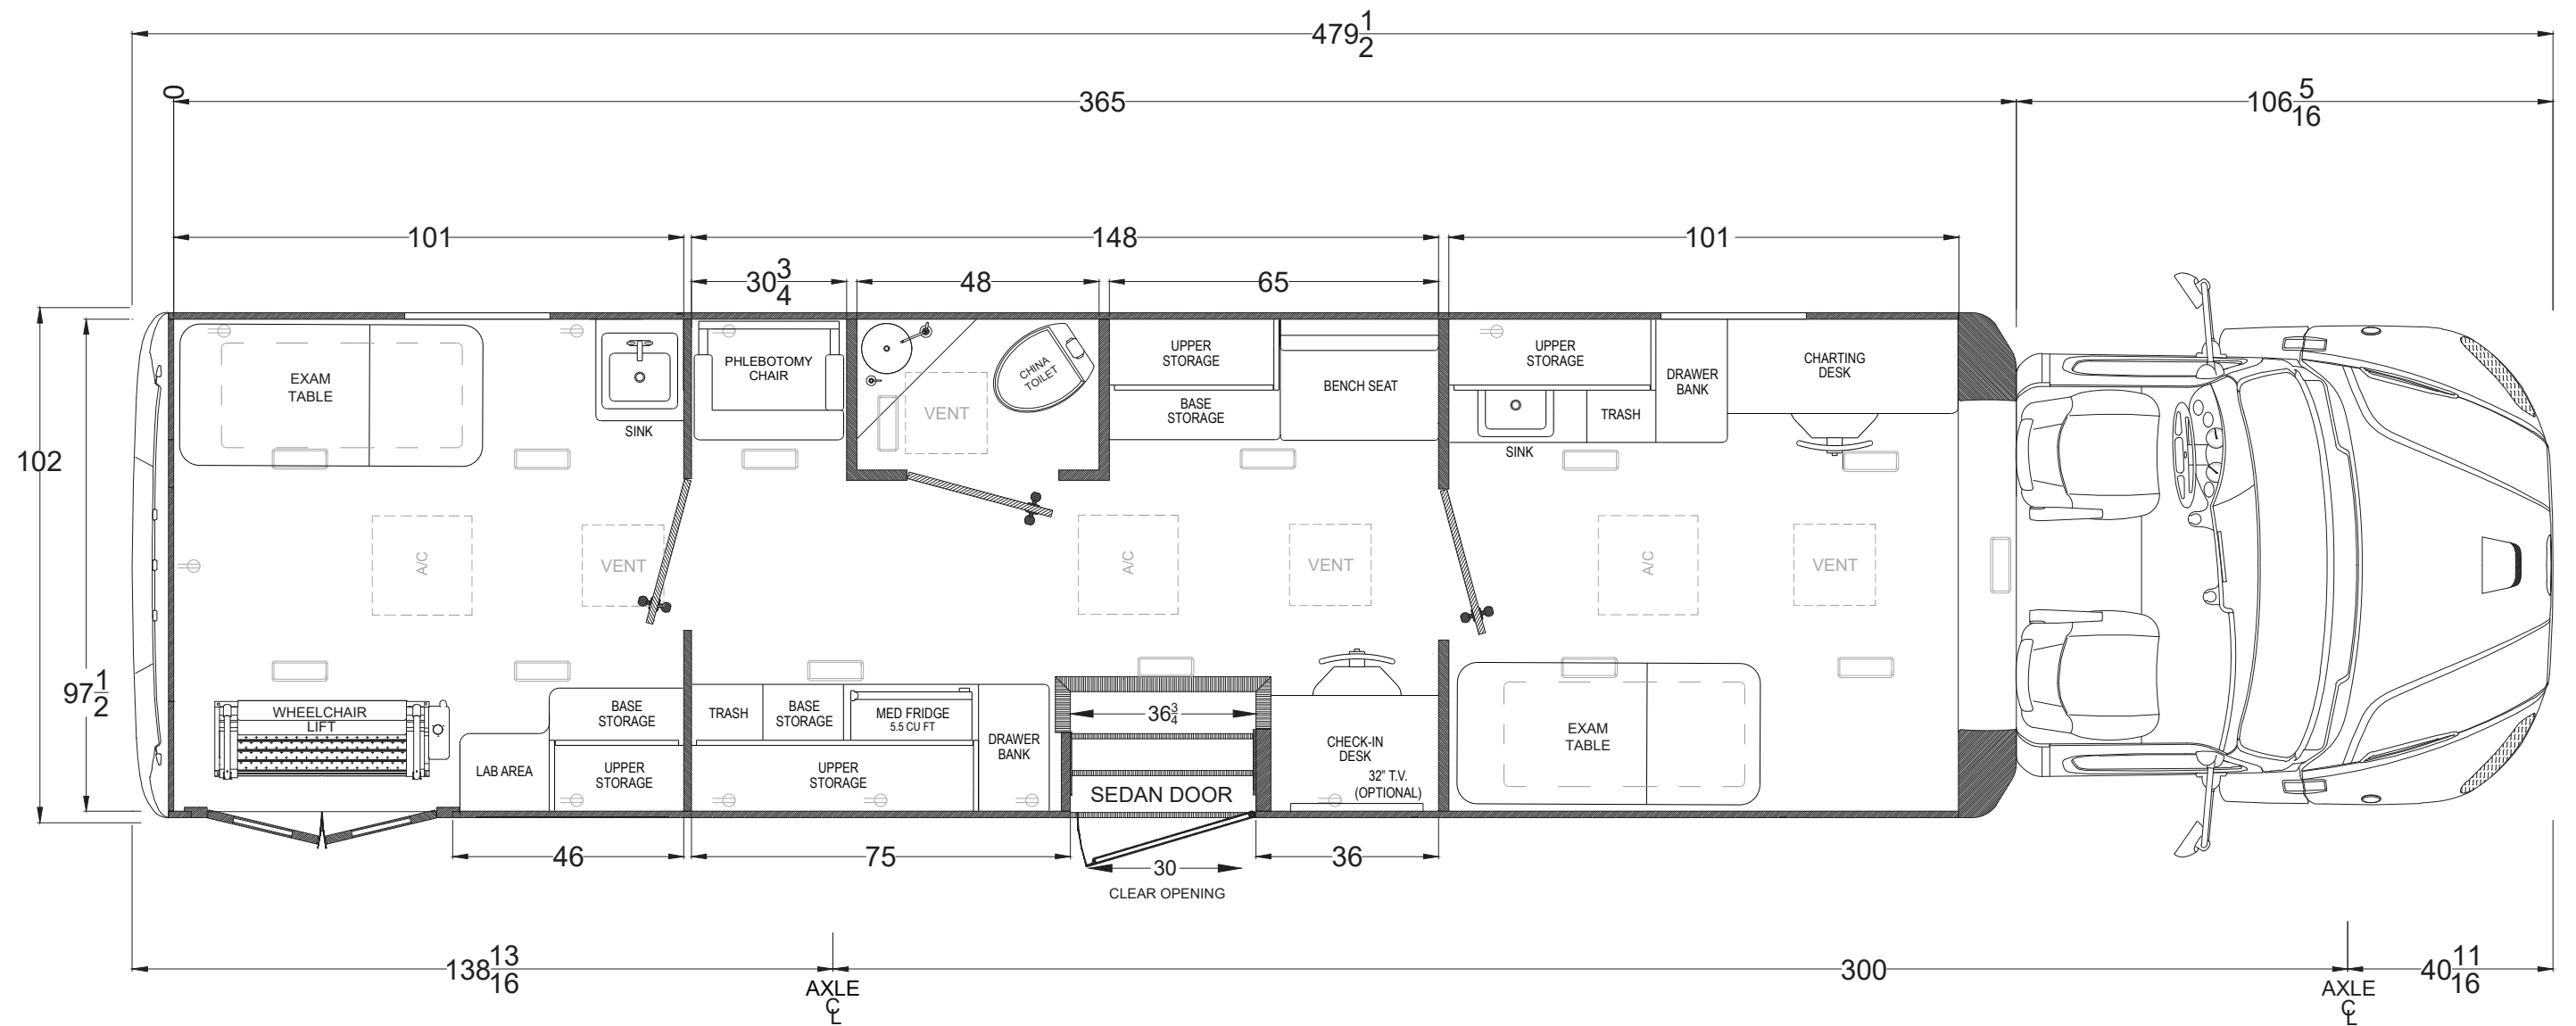 479 1/2
0
365
106 5/16
101
148
101
30 3/4
48
65
102
97 1/2
EXAM
TABLE
SINK
PHLEBOTOMY
CHAIR
VENT
CHINA
TOILET
UPPER
STORAGE
BASE
STORAGE
BENCH SEAT
UPPER
STORAGE
SINK
TRASH
DRAWER
BANK
CHARTING
DESK
A/C
VENT
A/C
VENT
A/C
VENT
WHEELCHAIR
LIFT
LAB AREA
BASE
STORAGE
UPPER
STORAGE
TRASH
BASE
STORAGE
MED FRIDGE
5.5 CU FT
UPPER
STORAGE
DRAWER
BANK
36 3/4
SEDAN DOOR
CHECK-IN
DESK
32" T.V.
(OPTIONAL)
EXAM
TABLE
46
75
30
CLEAR OPENING
36
138 13/16
AXLE
CL
300
AXLE
CL
40 11/16